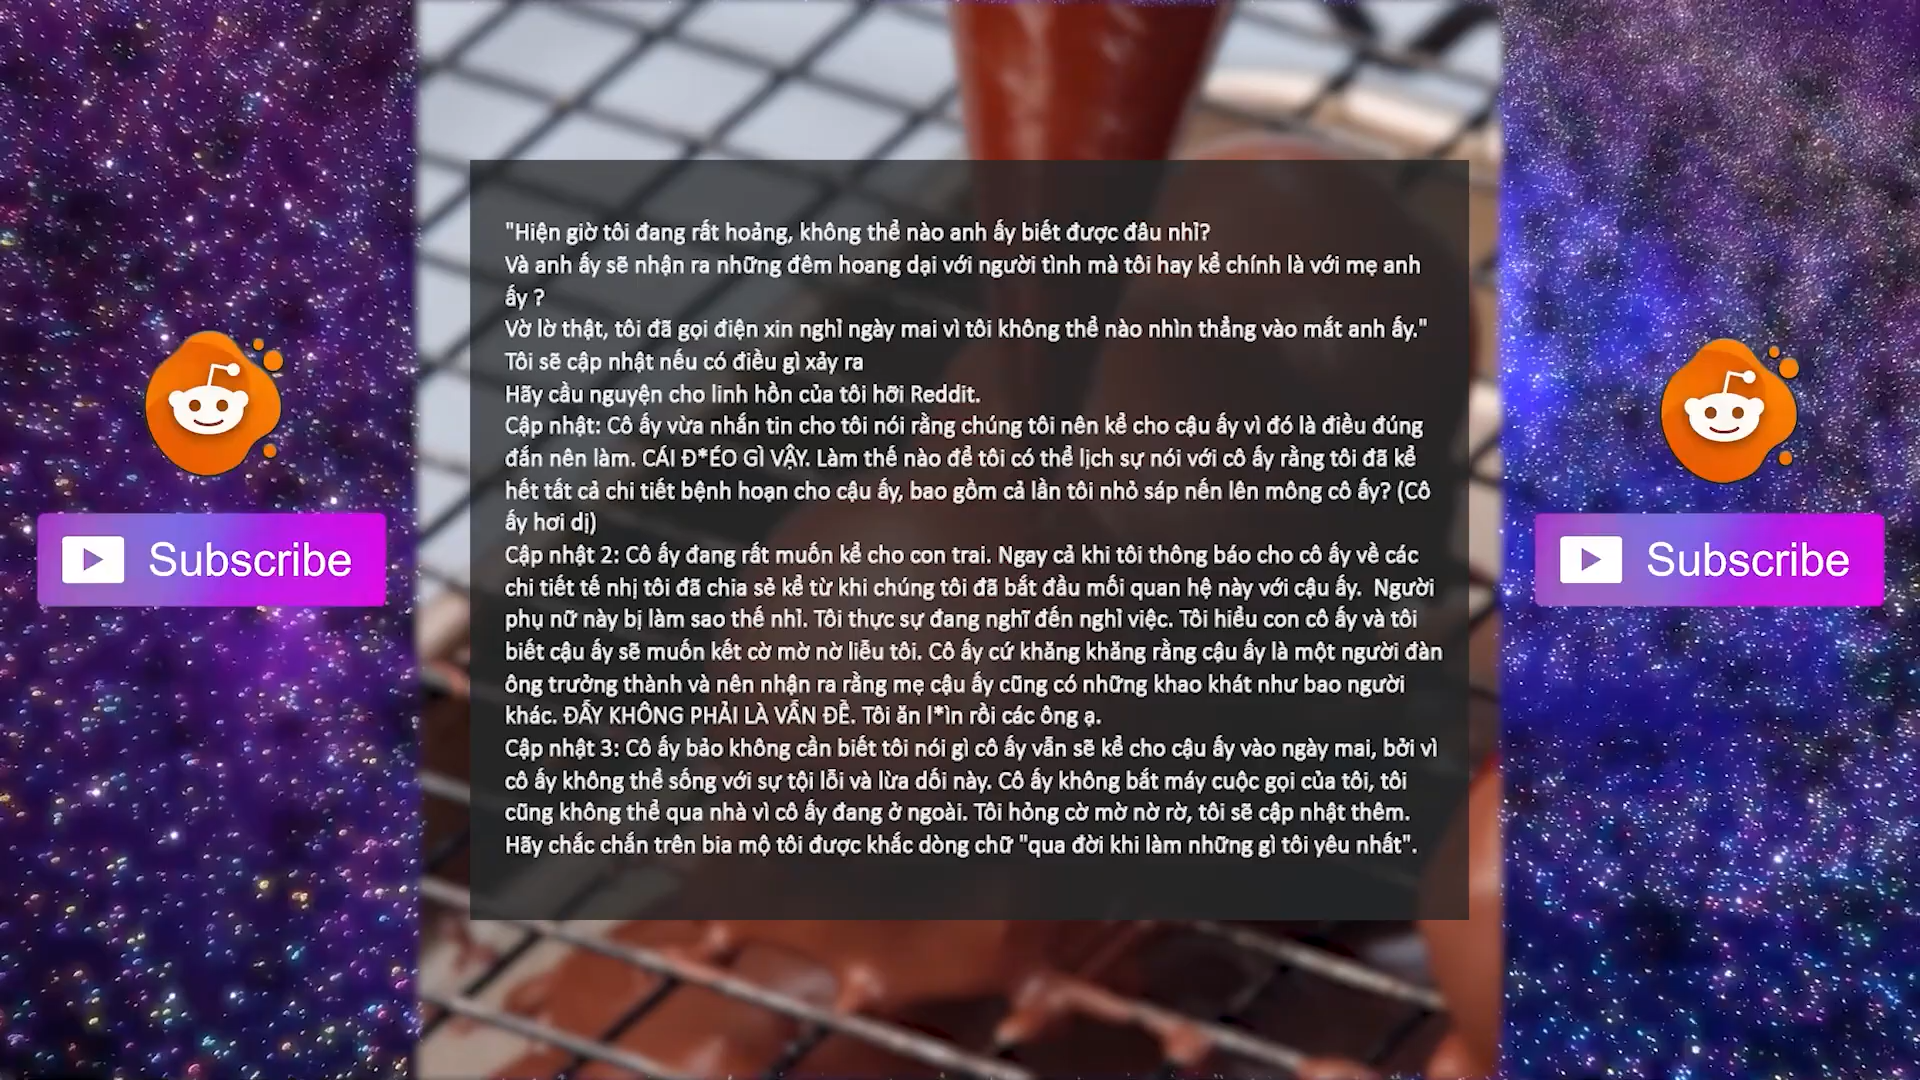 "Hiện giờ tôi đang rất hoảng, không thể nào anh ấy biết được đâu nhỉ?
Và anh ấy sẽ nhận ra những đêm hoang dại với người tình mà tôi hay kể chính là với mẹ anh
ấy ?
Vờ lờ thật, tôi đã gọi điện xin nghỉ ngày mai vì tôi không thể nào nhìn thẳng vào mắt anh ấy."
Tôi sẽ cập nhật nếu có điều gì xảy ra
Hãy cầu nguyện cho linh hồn của tôi hỡi Reddit.
Cập nhật: Cô ấy vừa nhắn tin cho tôi nói rằng chúng tôi nên kể cho cậu ấy vì đó là điều đúng
đắn nên làm. CÁI Đ*ÉO GÌ VẬY. Làm thế nào để tôi có thể lịch sự nói với cô ấy rằng tôi đã kể
hết tất cả chi tiết bệnh hoạn cho cậu ấy, bao gồm cả lần tôi nhỏ sáp nến lên mông cô ấy? (Cô
ấy hơi dị)
Cập nhật 2: Cô ấy đang rất muốn kể cho con trai. Ngay cả khi tôi thông báo cho cô ấy về các
chi tiết tế nhị tôi đã chia sẻ kể từ khi chúng tôi đã bắt đầu mối quan hệ này với cậu ấy.  Người
phụ nữ này bị làm sao thế nhỉ. Tôi thực sự đang nghĩ đến nghỉ việc. Tôi hiểu con cô ấy và tôi
biết cậu ấy sẽ muốn kết cờ mờ nờ liễu tôi. Cô ấy cứ khăng khăng rằng cậu ấy là một người đàn
ông trưởng thành và nên nhận ra rằng mẹ cậu ấy cũng có những khao khát như bao người
khác. ĐẤY KHÔNG PHẢI LÀ VẤN ĐỀ. Tôi ăn l*ìn rồi các ông ạ.
Cập nhật 3: Cô ấy bảo không cần biết tôi nói gì cô ấy vẫn sẽ kể cho cậu ấy vào ngày mai, bởi vì
cô ấy không thể sống với sự tội lỗi và lừa dối này. Cô ấy không bắt máy cuộc gọi của tôi, tôi
cũng không thể qua nhà vì cô ấy đang ở ngoài. Tôi hỏng cờ mờ nờ rờ, tôi sẽ cập nhật thêm.
Hãy chắc chắn trên bia mộ tôi được khắc dòng chữ "qua đời khi làm những gì tôi yêu nhất".
Subscribe
Subscribe